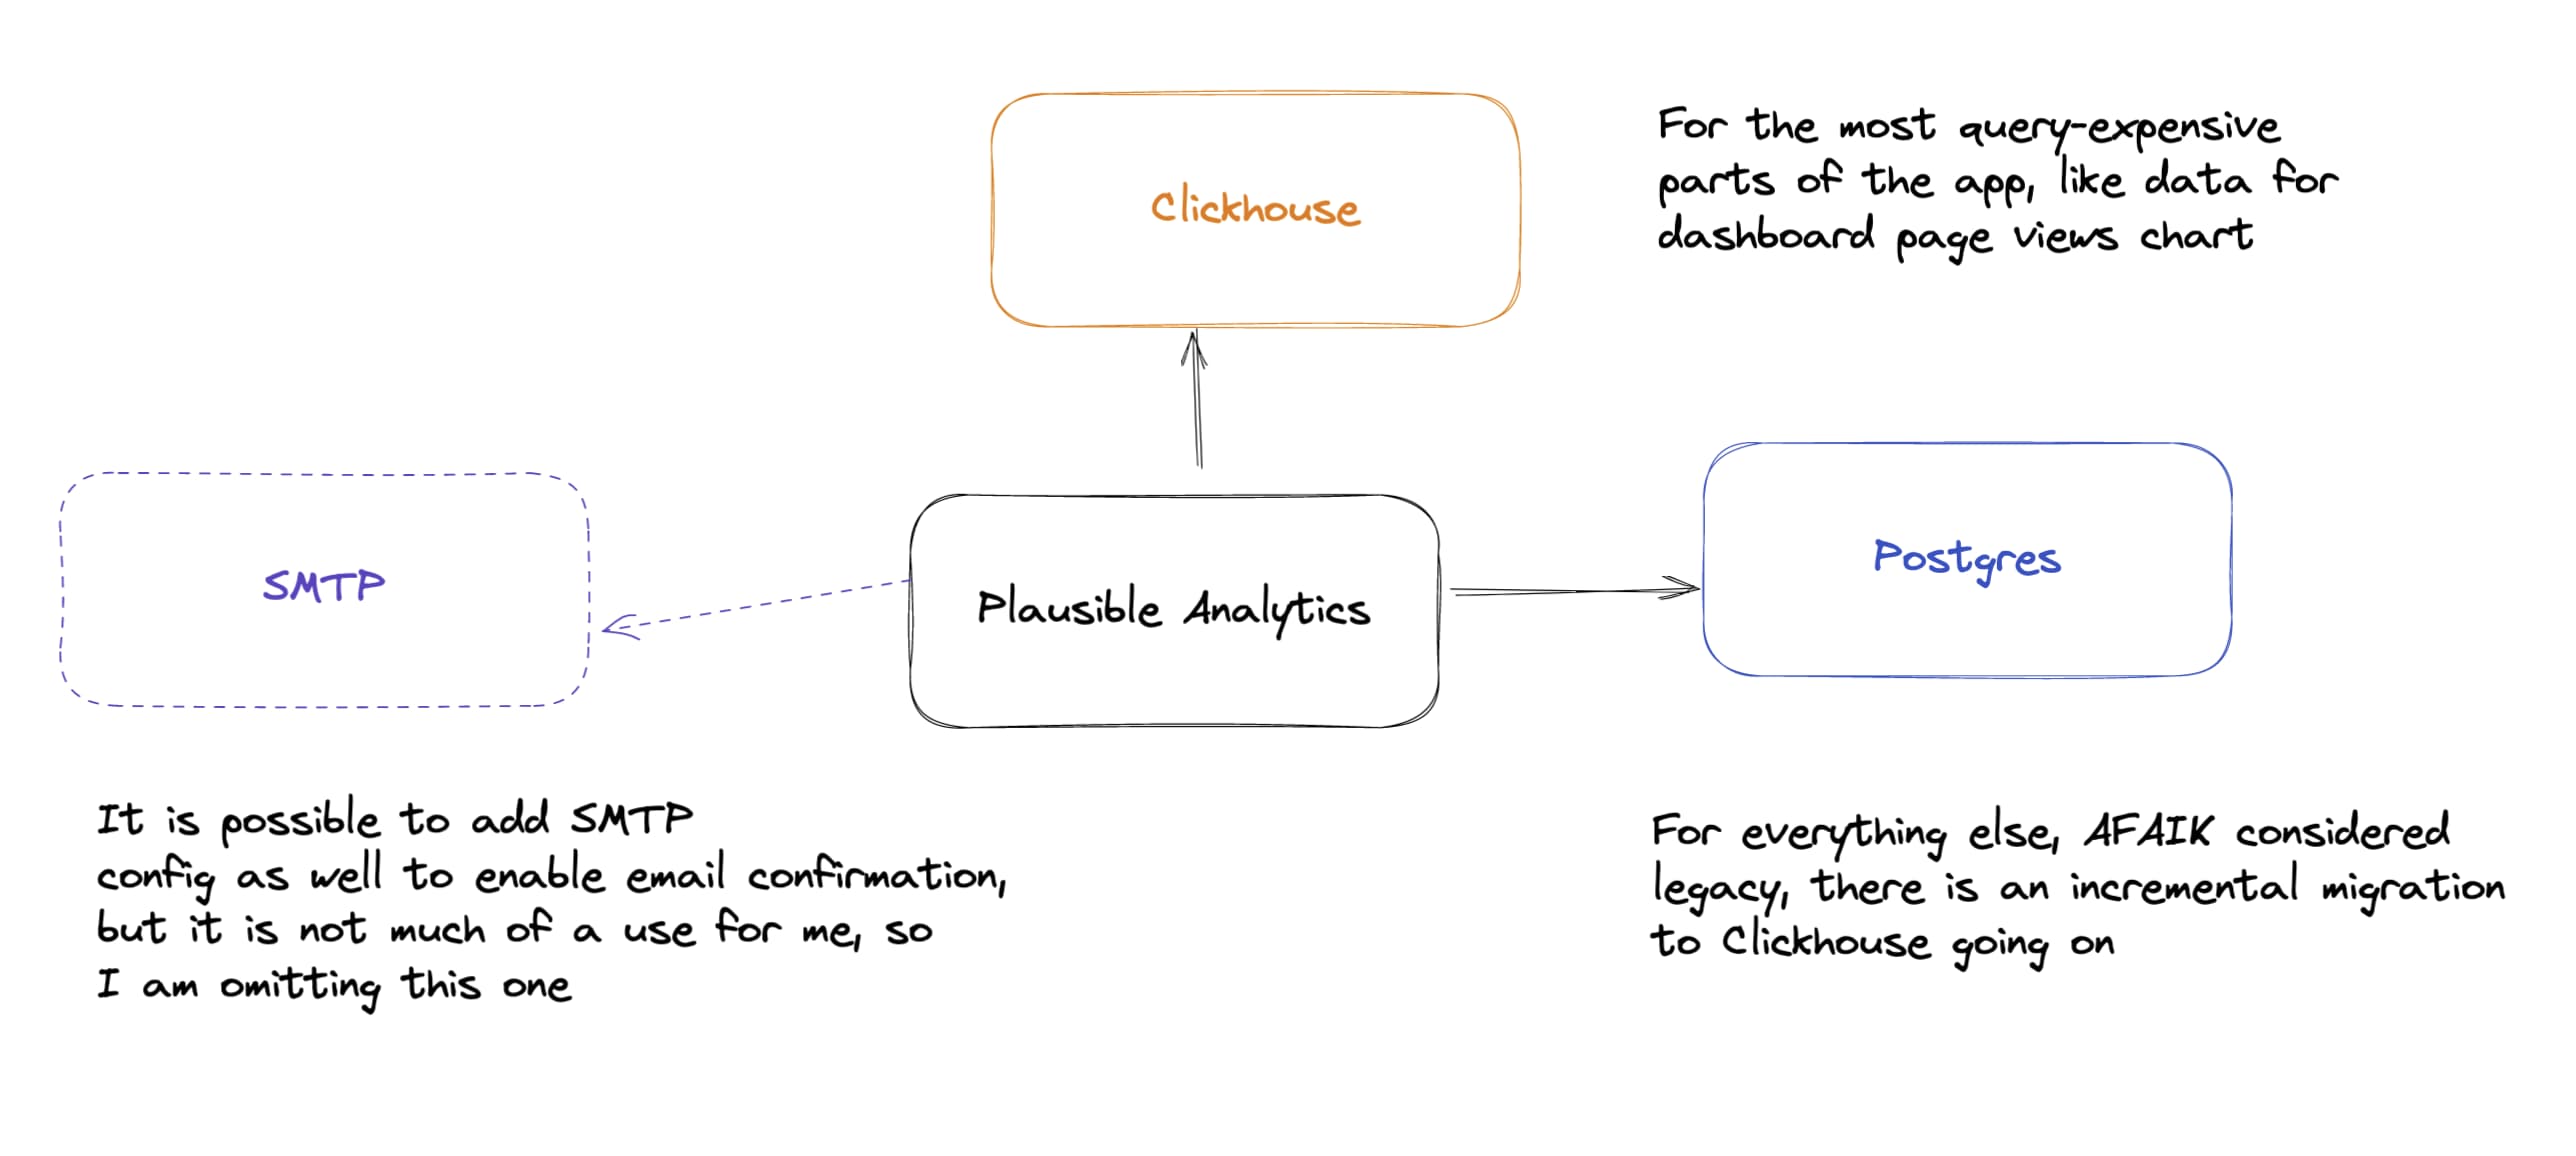 Clickhouse
For the most query-expensive
parts of the app, like data for
dashboard page views chart
SMTP
Plausible Analytics
Postgres
It is possible to add SMTP
config as well to enable email confirmation,
but it is not much of a use for me, so
I am omitting this one
For everything else, AFAIK considered
legacy, there is an incremental migration
to Clickhouse going on